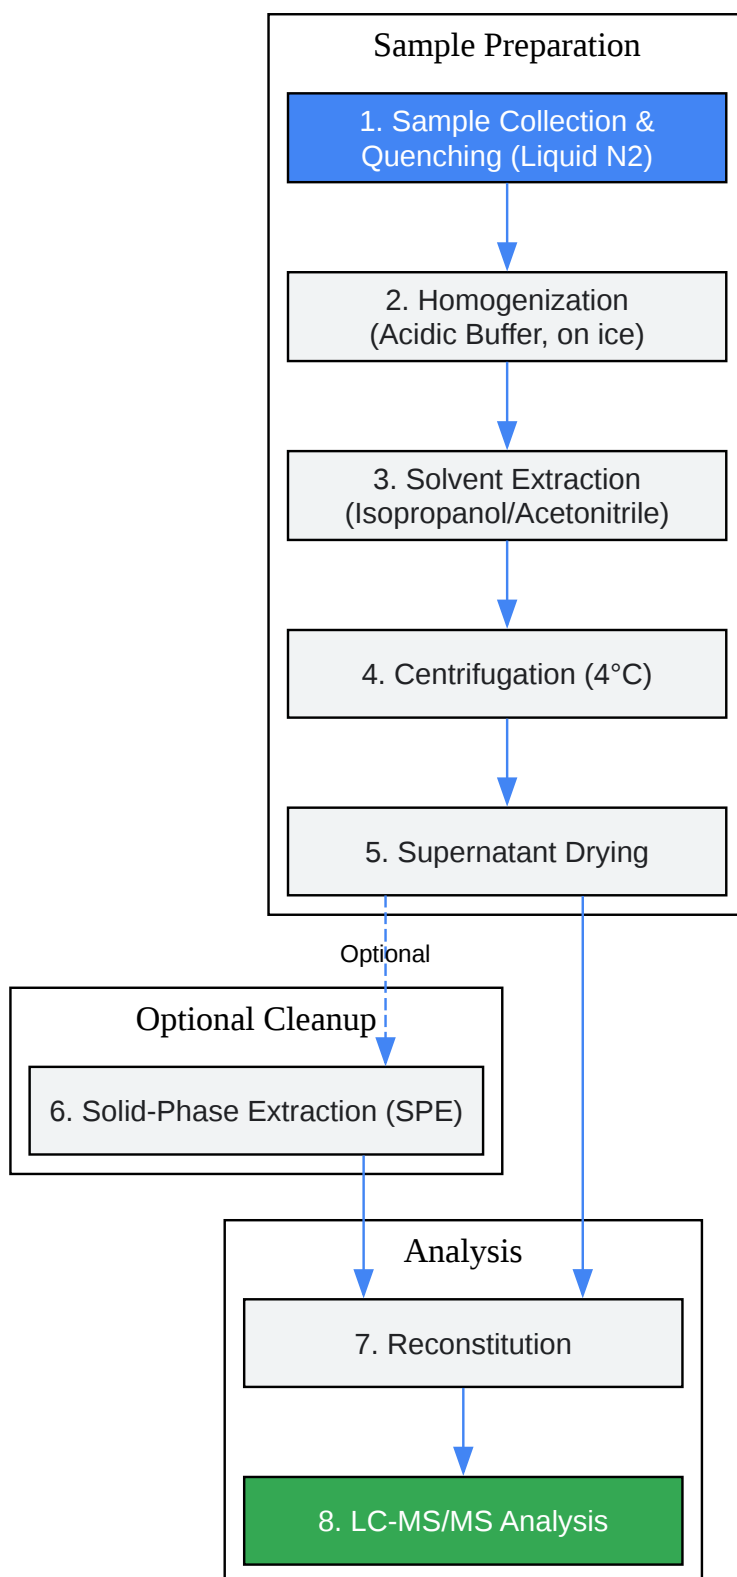 Sample Preparation
1. Sample Collection &
Quenching (Liquid N2)
2. Homogenization
(Acidic Buffer, on ice)
3. Solvent Extraction
(Isopropanol/Acetonitrile)
4. Centrifugation (4°C)
5. Supernatant Drying
Optional
Optional Cleanup
6. Solid-Phase Extraction (SPE)
Analysis
7. Reconstitution
8. LC-MS/MS Analysis